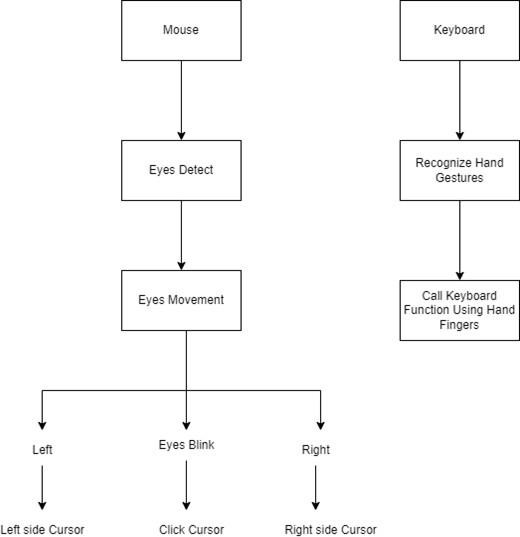 Mouse
Keyboard
Eyes Detect
Recognize Hand
Gestures
Eyes Movement
Call Keyboard
Function Using Hand
Fingers
Left
Eyes Blink
Right
Left side Cursor
Click Cursor
Right side Cursor